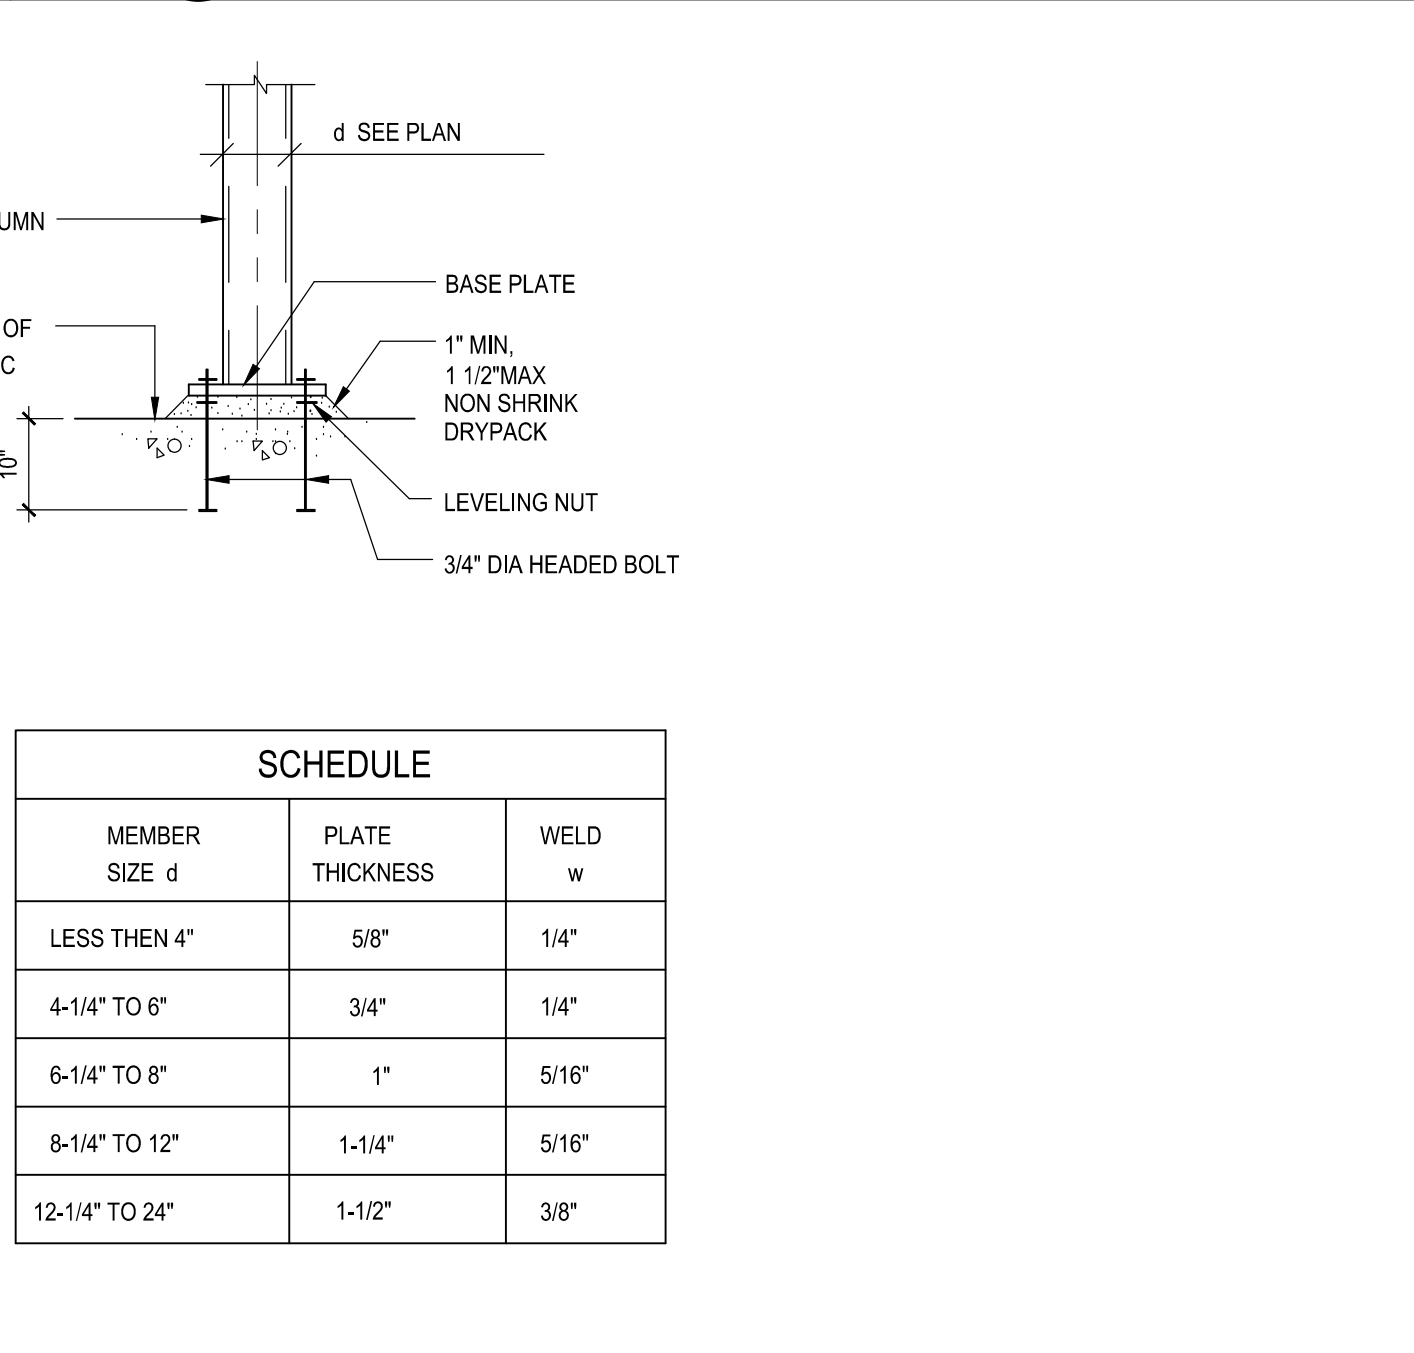 d SEE PLAN
UMN
BASE PLATE
OF
C
1" MIN,
1 1/2"MAX
NON SHRINK
DRYPACK
10"
LEVELING NUT
3/4" DIA HEADED BOLT
SCHEDULE
MEMBER SIZE d
PLATE THICKNESS
WELD w
LESS THEN 4" 5/8" 1/4"
4-1/4" TO 6" 3/4" 1/4"
6-1/4" TO 8" 1" 5/16"
8-1/4" TO 12" 1-1/4" 5/16"
12-1/4" TO 24" 1-1/2" 3/8"